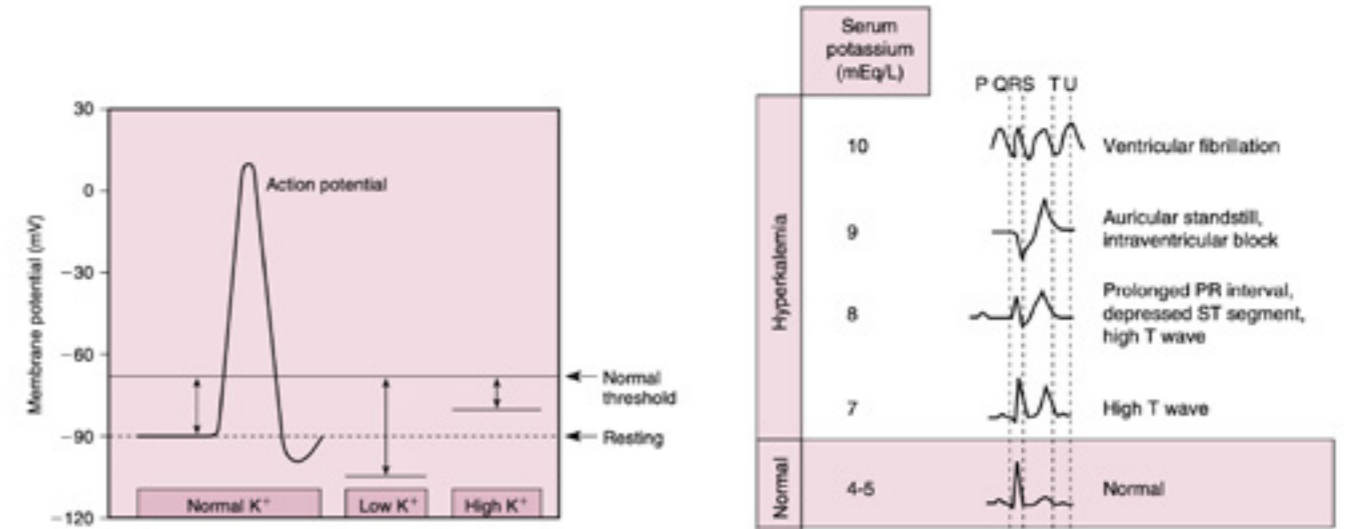 30
0
−30
−60
−90
−120
Membrane potential (mV)
Action potential
Normal
threshold
Resting
Normal K+
Low K+
High K+
Serum
potassium
(mEq/L)
P QRS T U
Hyperkalemia
10
Ventricular fibrillation
9
Auricular standstill,
intraventricular block
8
Prolonged PR interval,
depressed ST segment,
high T wave
7
High T wave
Normal
4-5
Normal